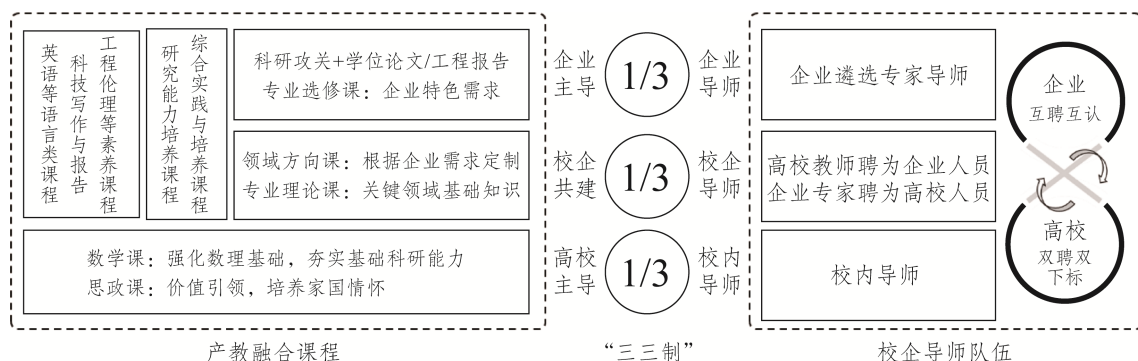 英语等语言类课程
科技写作与报告
工程伦理等素养课程
研究能力培养课程
综合实践与培养课程
科研攻关+学位论文/工程报告
专业选修课：企业特色需求
领域方向课：根据企业需求定制
专业理论课：关键领域基础知识
数学课：强化数理基础，夯实基础科研能力
思政课：价值引领，培养家国情怀
产教融合课程
企业
主导
1/3
企业
导师
校企
共建
1/3
校企
导师
高校
主导
1/3
校内
导师
“三三制”
企业遴选专家导师
高校教师聘为企业人员
企业专家聘为高校人员
校内导师
企业
互聘互认
高校
双聘双
下标
校企导师队伍